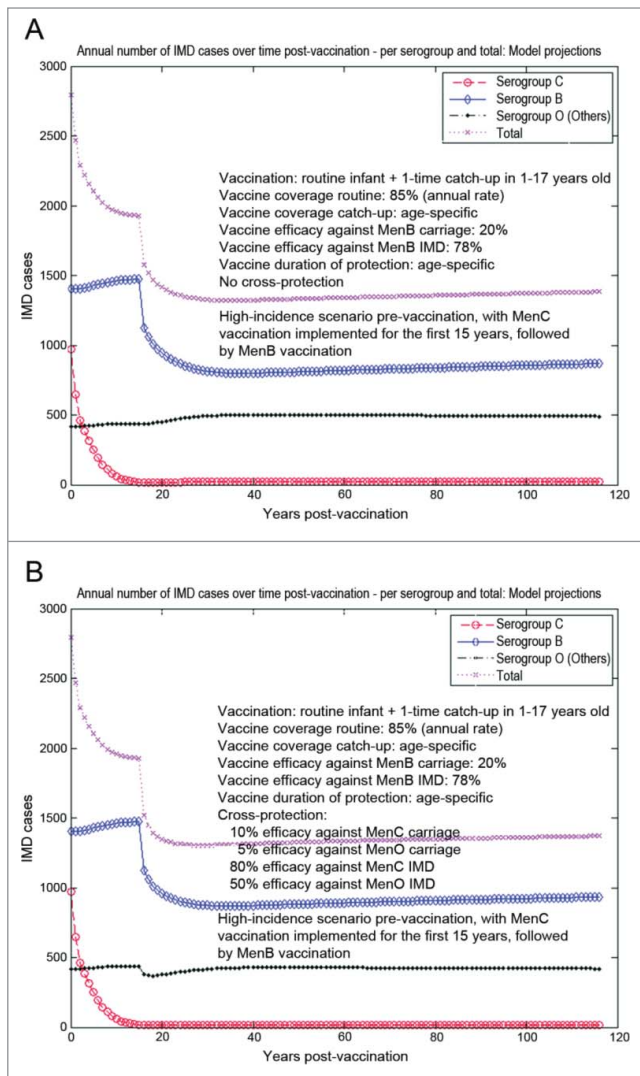 A
Annual number of IMD cases over time post-vaccination - per serogroup and total: Model projections
3000
2500
2000
1500
1000
500
0
IMD cases
Serogroup C
Serogroup B
Serogroup O (Others)
Total
Vaccination: routine infant + 1-time catch-up in 1-17 years old
Vaccine coverage routine: 85% (annual rate)
Vaccine coverage catch-up: age-specific
Vaccine efficacy against MenB carriage: 20%
Vaccine efficacy against MenB IMD: 78%
Vaccine duration of protection: age-specific
No cross-protection
High-incidence scenario pre-vaccination, with MenC
vaccination implemented for the first 15 years, followed
by MenB vaccination
0 20 40 60 80 100 120
Years post-vaccination
B
Annual number of IMD cases over time post-vaccination - per serogroup and total: Model projections
3000
2500
2000
1500
1000
500
0
IMD cases
Serogroup C
Serogroup B
Serogroup O (Others)
Total
Vaccination: routine infant + 1-time catch-up in 1-17 years old
Vaccine coverage routine: 85% (annual rate)
Vaccine coverage catch-up: age-specific
Vaccine efficacy against MenB carriage: 20%
Vaccine efficacy against MenB IMD: 78%
Vaccine duration of protection: age-specific
Cross-protection:
10% efficacy against MenC carriage
5% efficacy against MenO carriage
80% efficacy against MenC IMD
50% efficacy against MenO IMD
High-incidence scenario pre-vaccination, with MenC
vaccination implemented for the first 15 years, followed
by MenB vaccination
0 20 40 60 80 100 120
Years post-vaccination